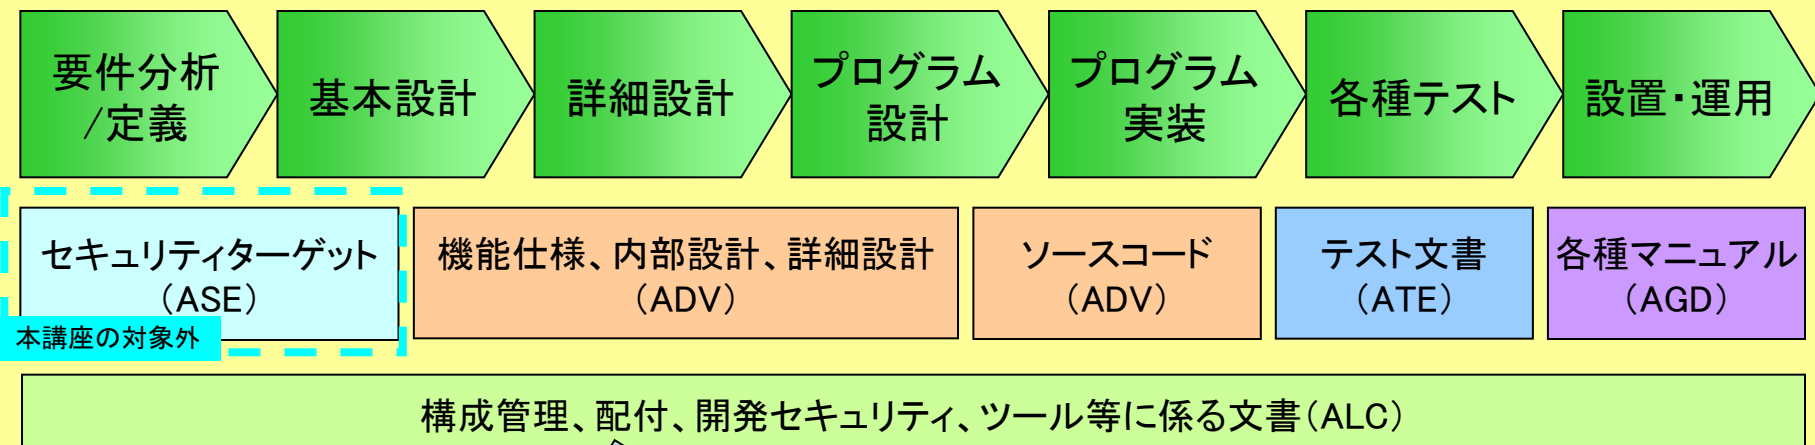 要件分析
/定義
基本設計
詳細設計
プログラム
設計
プログラム
実装
各種テスト
設置・運用
セキュリティターゲット
（ASE）
本講座の対象外
機能仕様、内部設計、詳細設計
（ADV）
ソースコード
（ADV）
テスト文書
（ATE）
各種マニュアル
（AGD）
構成管理、配付、開発セキュリティ、ツール等に係る文書（ALC）